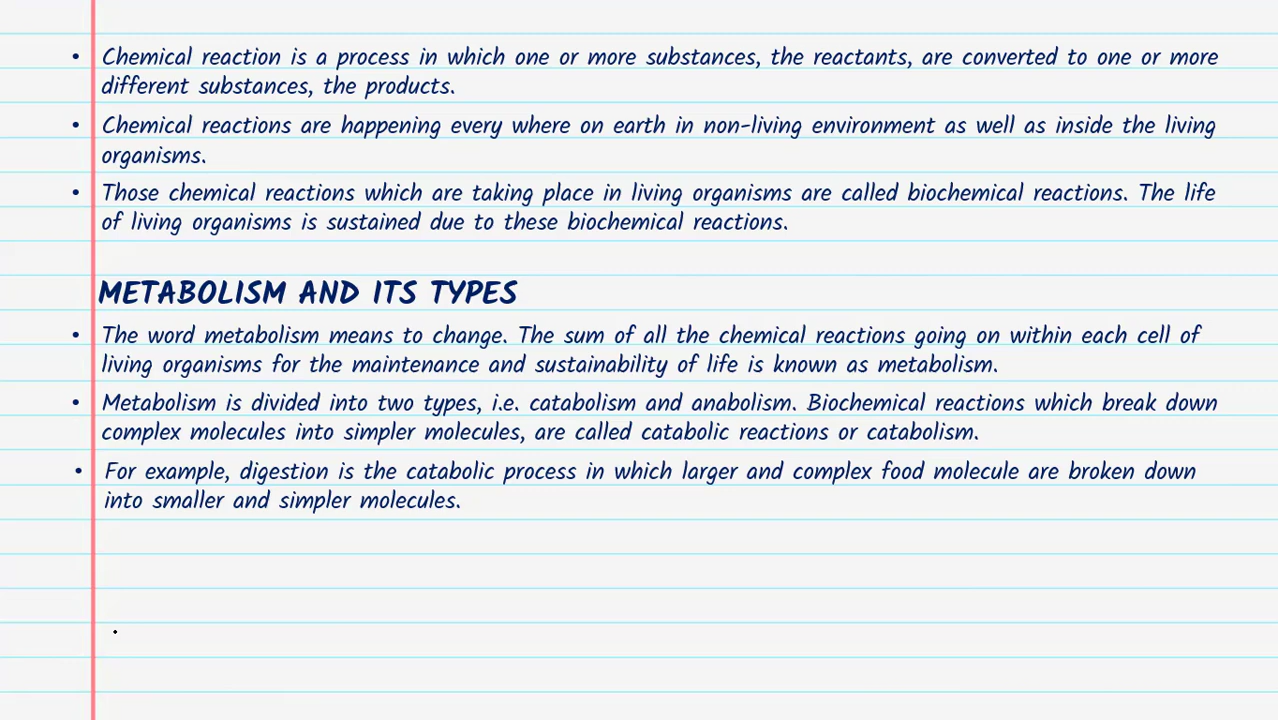 • Chemical reaction is a process in which one or more substances, the reactants, are converted to one or more
different substances, the products.
• Chemical reactions are happening every where on earth in non-living environment as well as inside the living
organisms.
• Those chemical reactions which are taking place in living organisms are called biochemical reactions. The life
of living organisms is sustained due to these biochemical reactions.
METABOLISM AND ITS TYPES
• The word metabolism means to change. The sum of all the chemical reactions going on within each cell of
living organisms for the maintenance and sustainability of life is known as metabolism.
• Metabolism is divided into two types, i.e. catabolism and anabolism. Biochemical reactions which break down
complex molecules into simpler molecules, are called catabolic reactions or catabolism.
• For example, digestion is the catabolic process in which larger and complex food molecule are broken down
into smaller and simpler molecules.